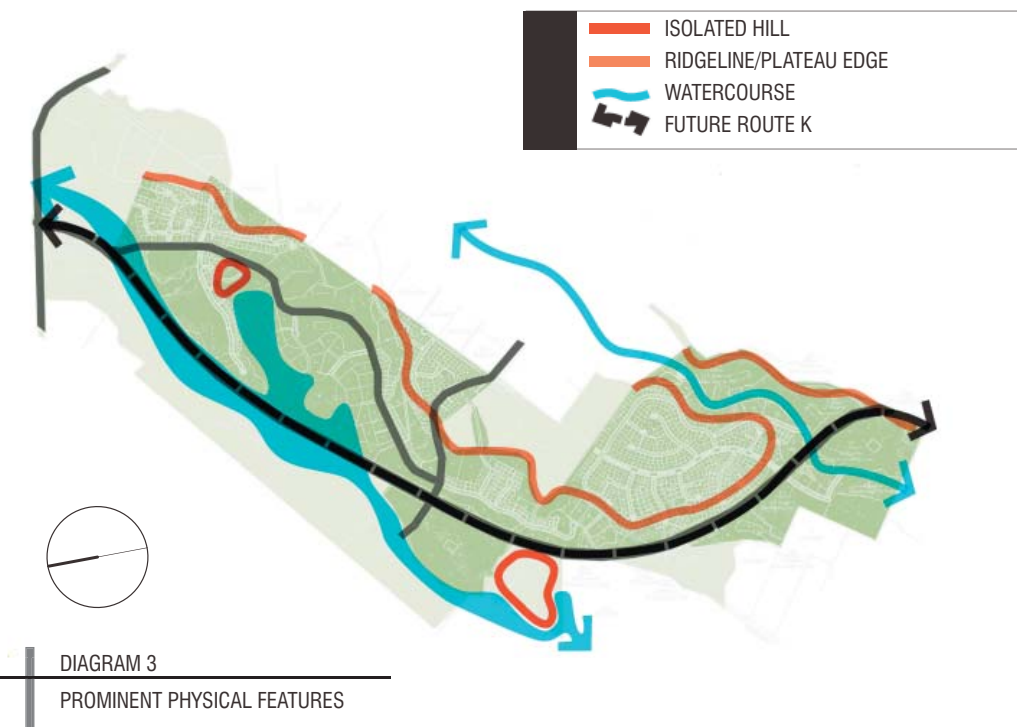 ISOLATED HILL
RIDGELINE/PLATEAU EDGE
WATERCOURSE
FUTURE ROUTE K
DIAGRAM 3
PROMINENT PHYSICAL FEATURES